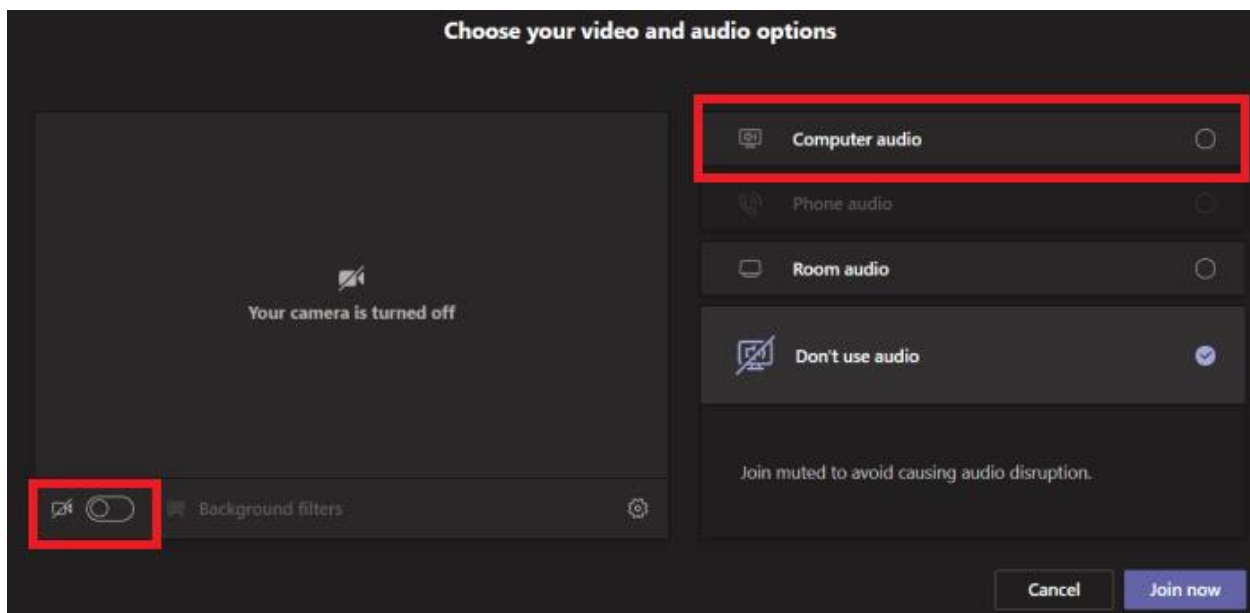 Choose your video and audio options
Computer audio
Phone audio
Room audio
Your camera is turned off
Don't use audio
Join muted to avoid causing audio disruption.
Background filters
Cancel
Join now